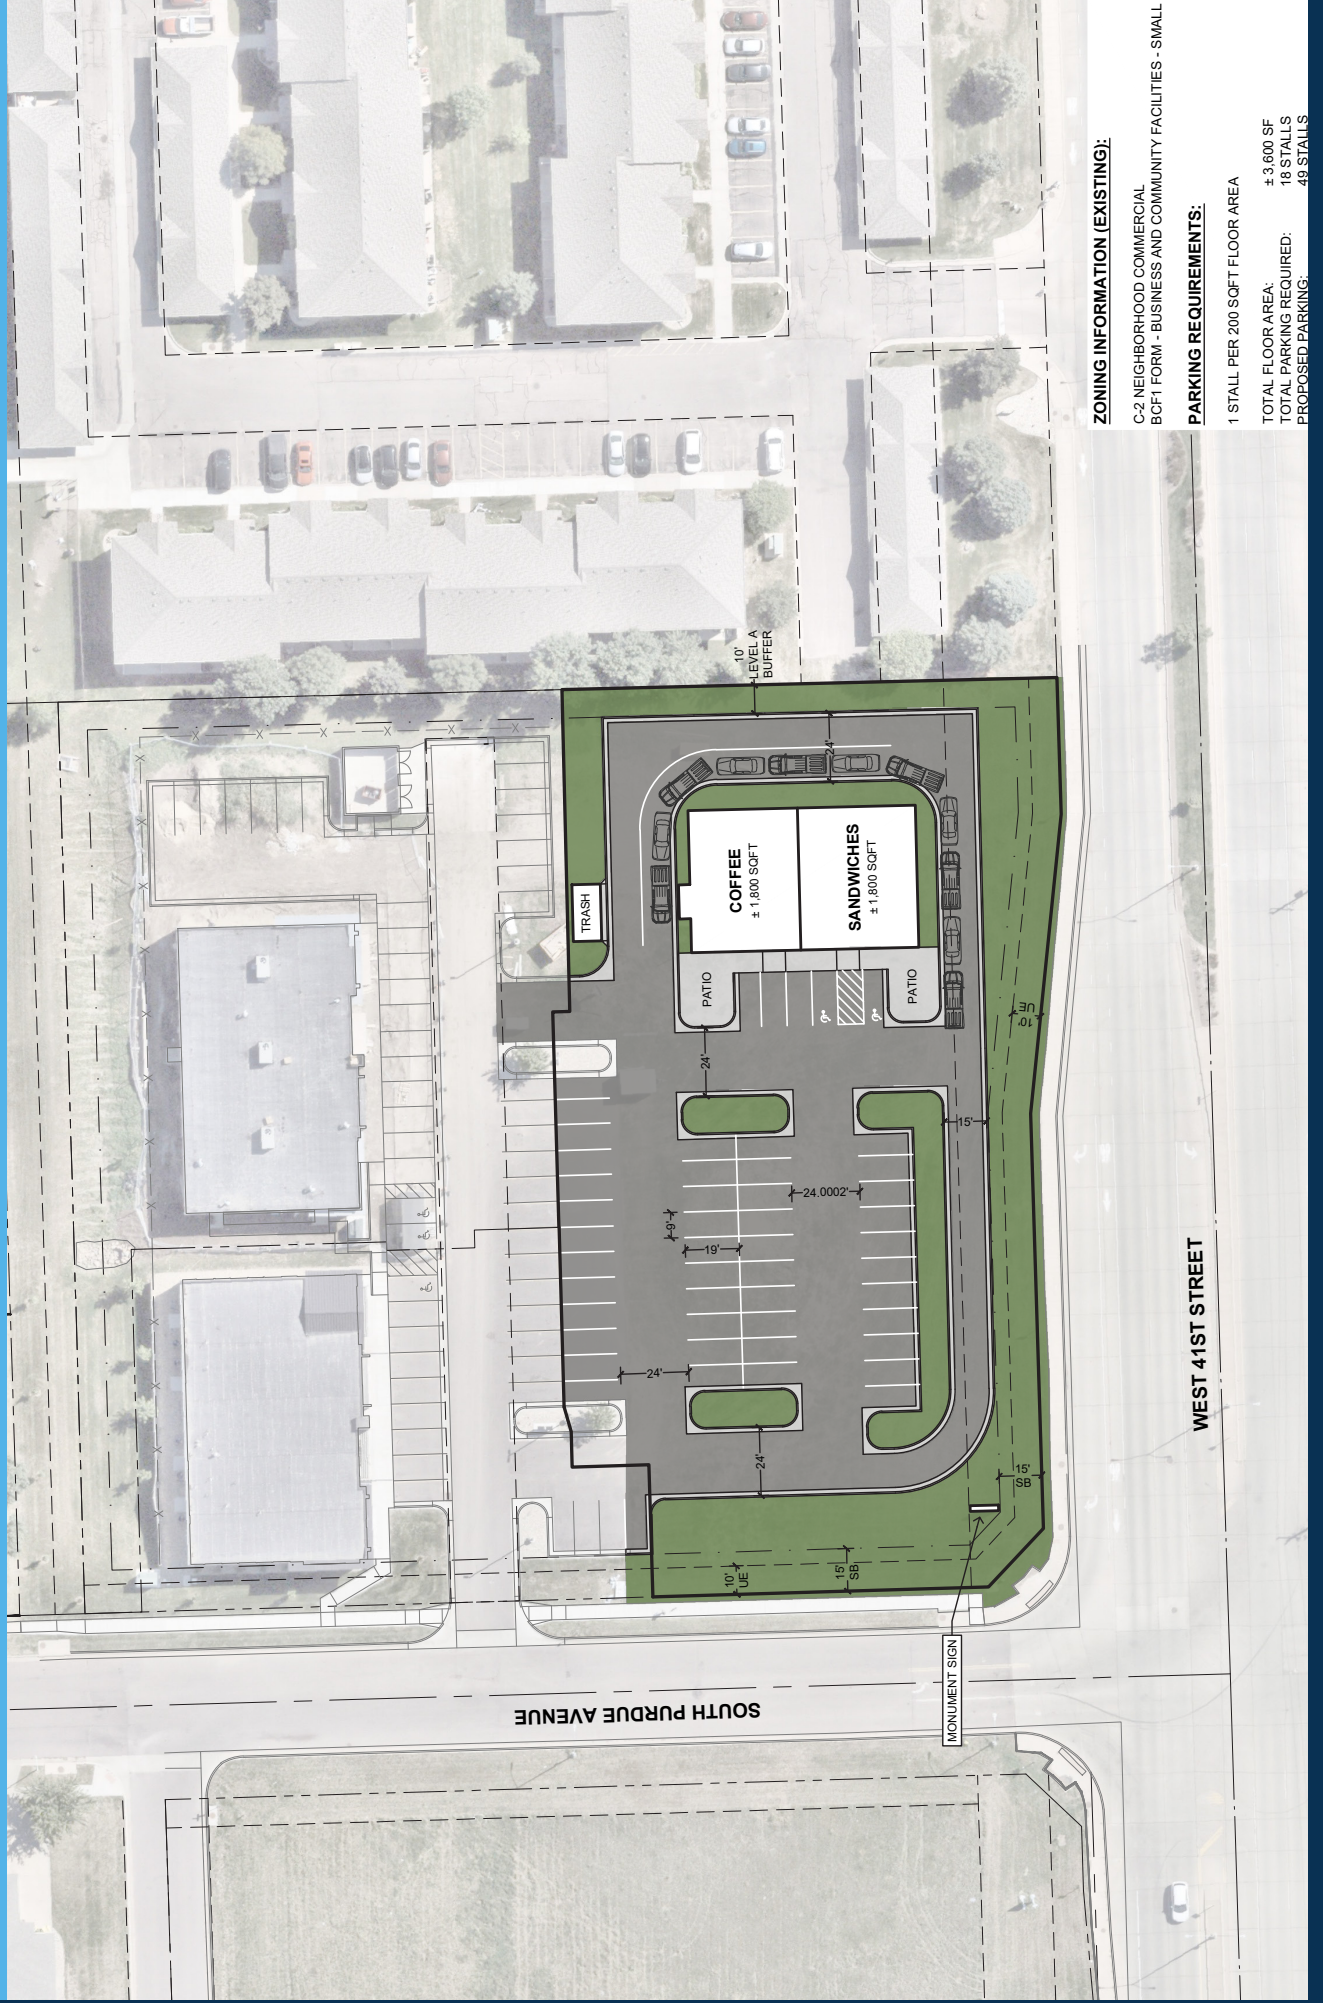 ZONING INFORMATION (EXISTING):
C-2 NEIGHBORHOOD COMMERCIAL
BCF1 FORM - BUSINESS AND COMMUNITY FACILITIES - SMALL
PARKING REQUIREMENTS:
1 STALL PER 200 SQFT FLOOR AREA
TOTAL FLOOR AREA: ± 3,600 SF
TOTAL PARKING REQUIRED: 18 STALLS
PROPOSED PARKING: 49 STALLS
10'
LEVEL A
BUFFER
24'
COFFEE
± 1,800 SQFT
SANDWICHES
± 1,800 SQFT
TRASH
PATIO
PATIO
10'
UE
24'
15'
24.0002'
9'
19'
24'
24'
15'
SB
10'
UE
15'
SB
MONUMENT SIGN
WEST 41ST STREET
SOUTH PURDUE AVENUE